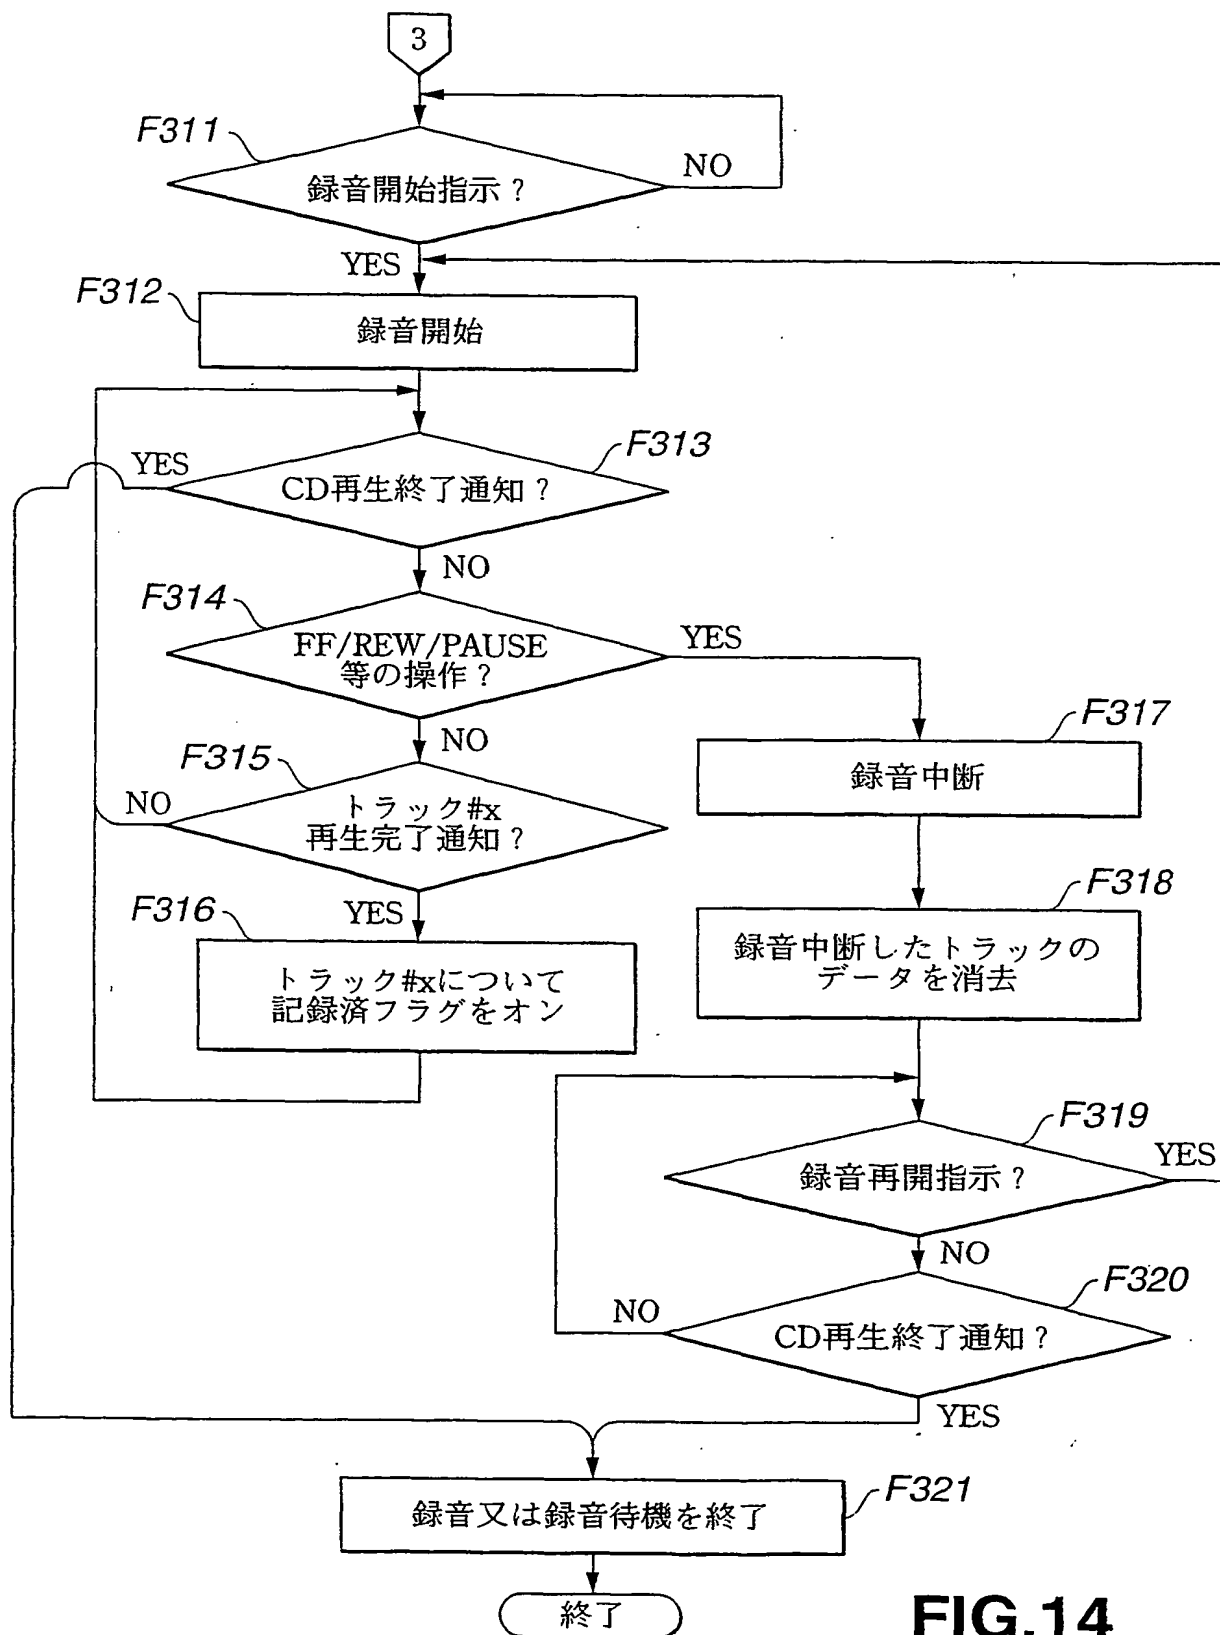 3
F311
録音開始指示?
NO
YES
F312
録音開始
F313
YES
CD再生終了通知?
NO
F314
FF/REW/PAUSE
等の操作?
YES
NO
F317
録音中断
F315
NO
トラック#x
再生完了通知?
YES
F318
録音中断したトラックの
データを消去
F316
トラック#xについて
記録済フラグをオン
F319
録音再開指示?
YES
NO
F320
NO
CD再生終了通知?
YES
F321
録音又は録音待機を終了
終了
FIG.14